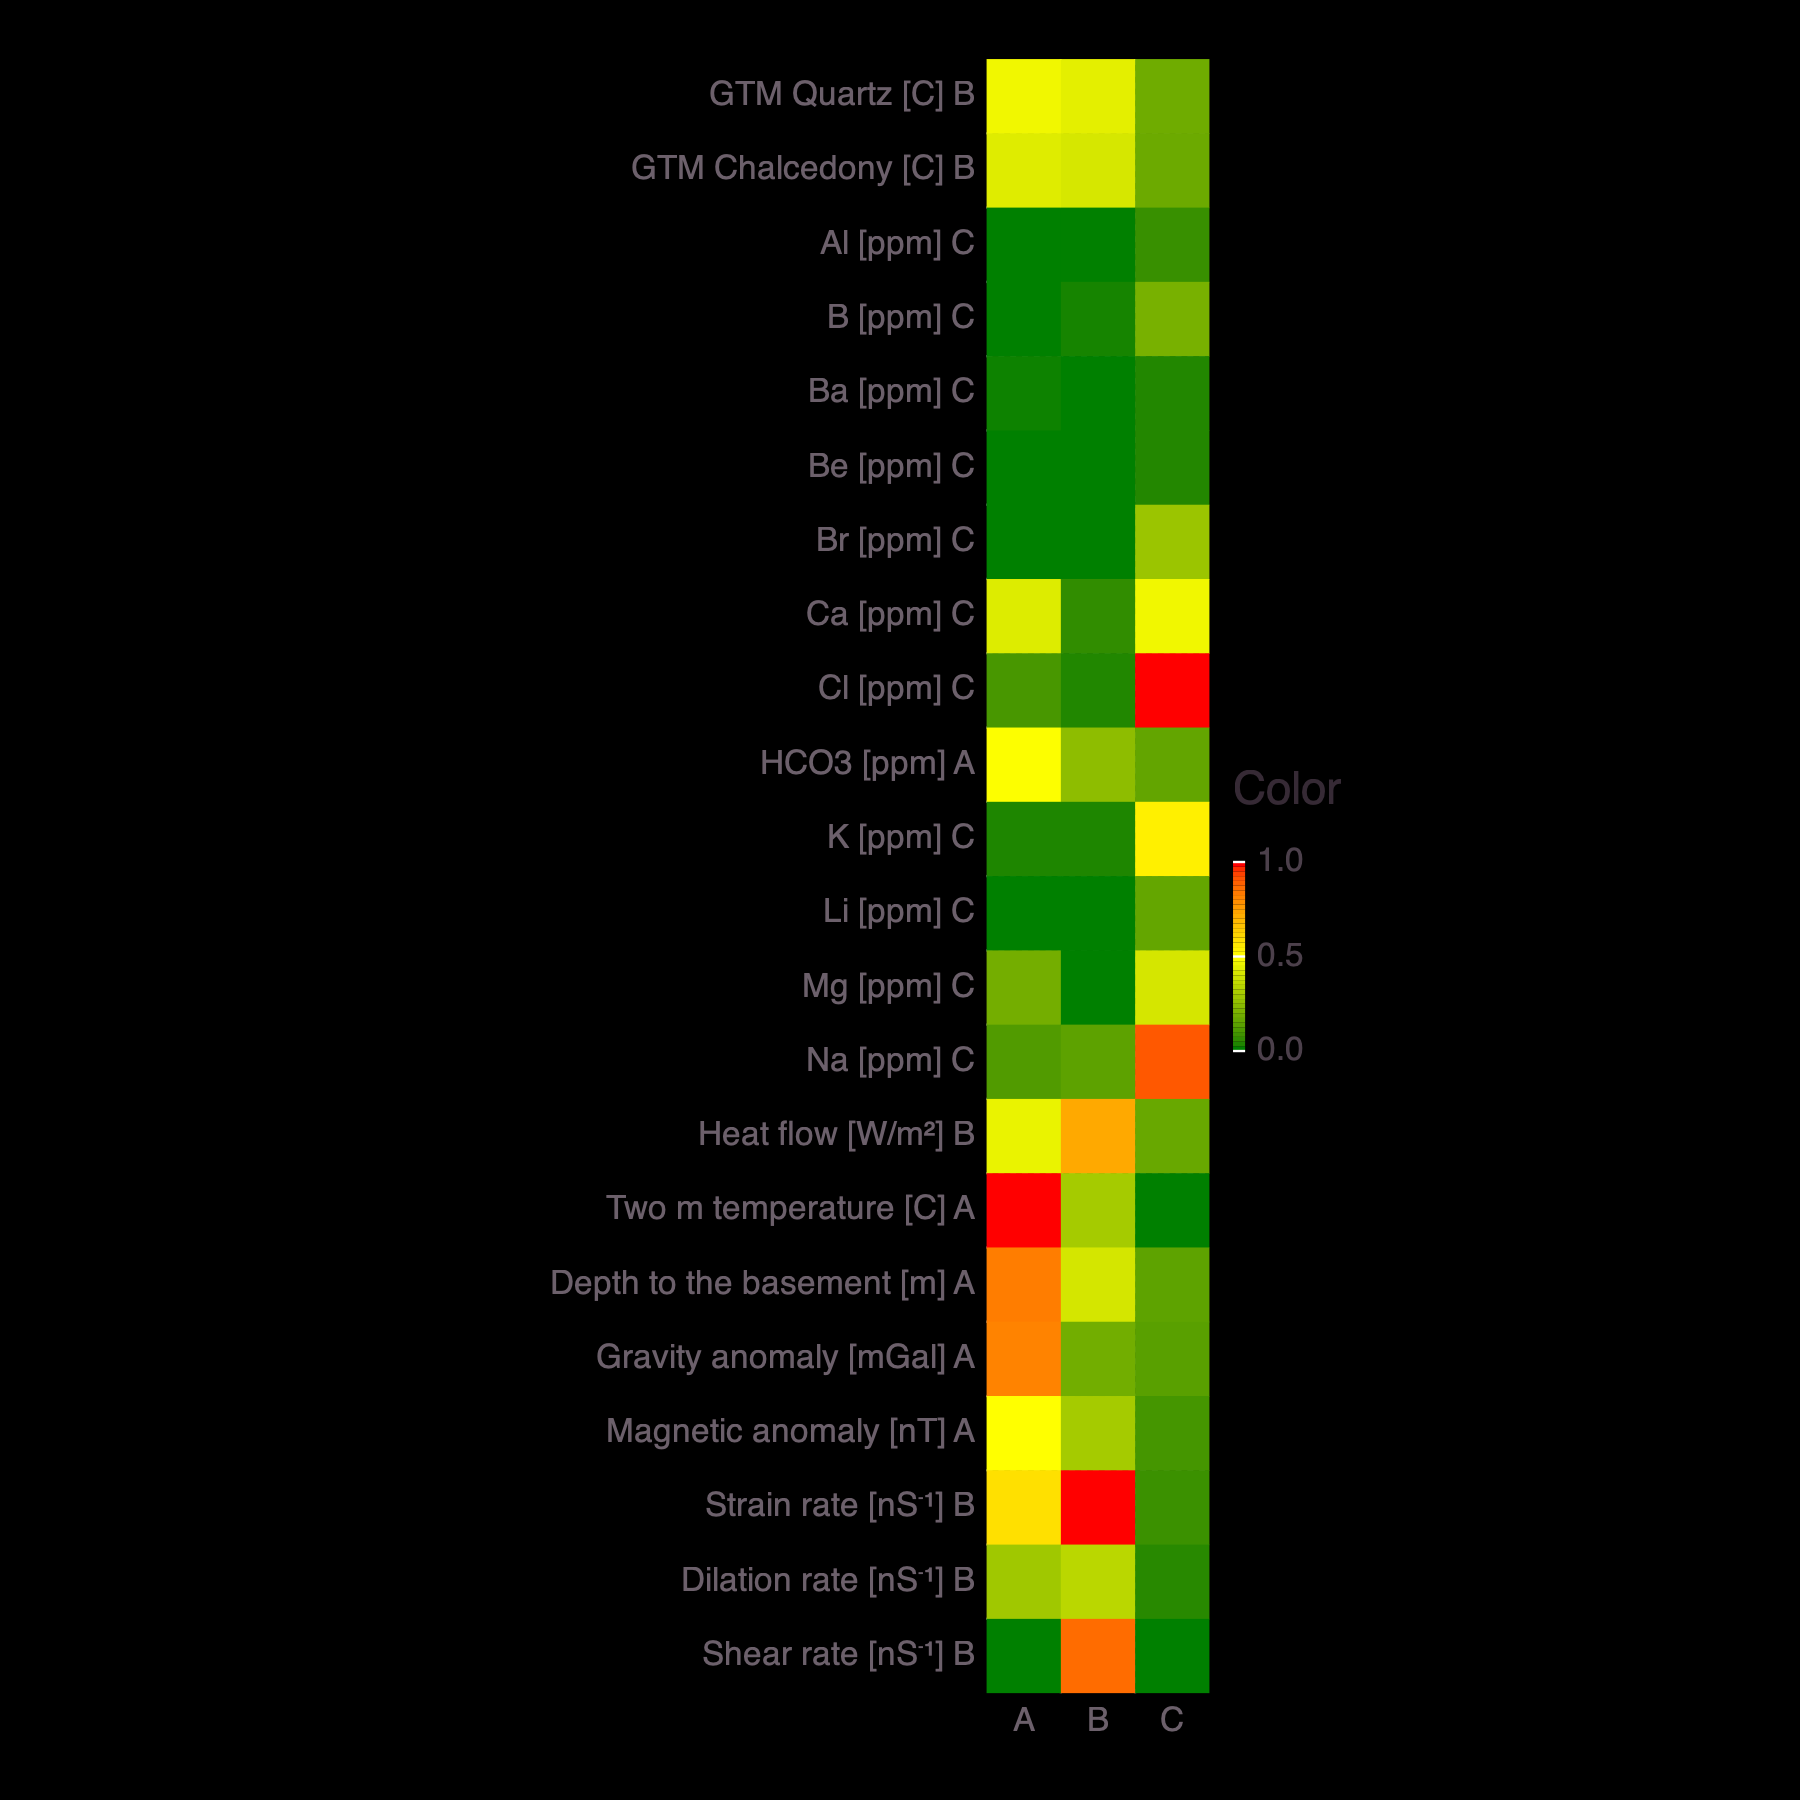 GTM Quartz [C] B
GTM Chalcedony [C] B
Al [ppm] C
B [ppm] C
Ba [ppm] C
Be [ppm] C
Br [ppm] C
Ca [ppm] C
Cl [ppm] C
HCO3 [ppm] A
K [ppm] C
Li [ppm] C
Mg [ppm] C
Na [ppm] C
Heat flow [W/m²] B
Two m temperature [C] A
Depth to the basement [m] A
Gravity anomaly [mGal] A
Magnetic anomaly [nT] A
Strain rate [nS⁻¹] B
Dilation rate [nS⁻¹] B
Shear rate [nS⁻¹] B
A B C
Color
1.0
0.5
0.0